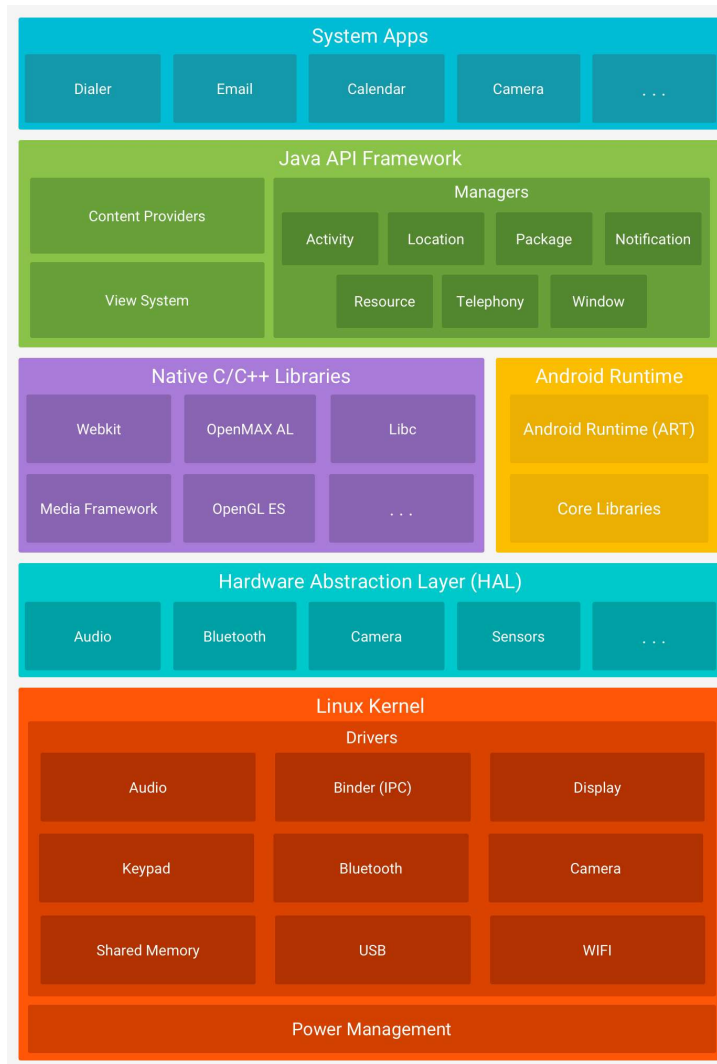 System Apps
Dialer Email Calendar Camera . . .
Java API Framework
Content Providers
View System
Managers
Activity Location Package Notification
Resource Telephony Window
Native C/C++ Libraries
Webkit OpenMAX AL Libc
Media Framework OpenGL ES . . .
Android Runtime
Android Runtime (ART)
Core Libraries
Hardware Abstraction Layer (HAL)
Audio Bluetooth Camera Sensors . . .
Linux Kernel
Drivers
Audio Binder (IPC) Display
Keypad Bluetooth Camera
Shared Memory USB WIFI
Power Management